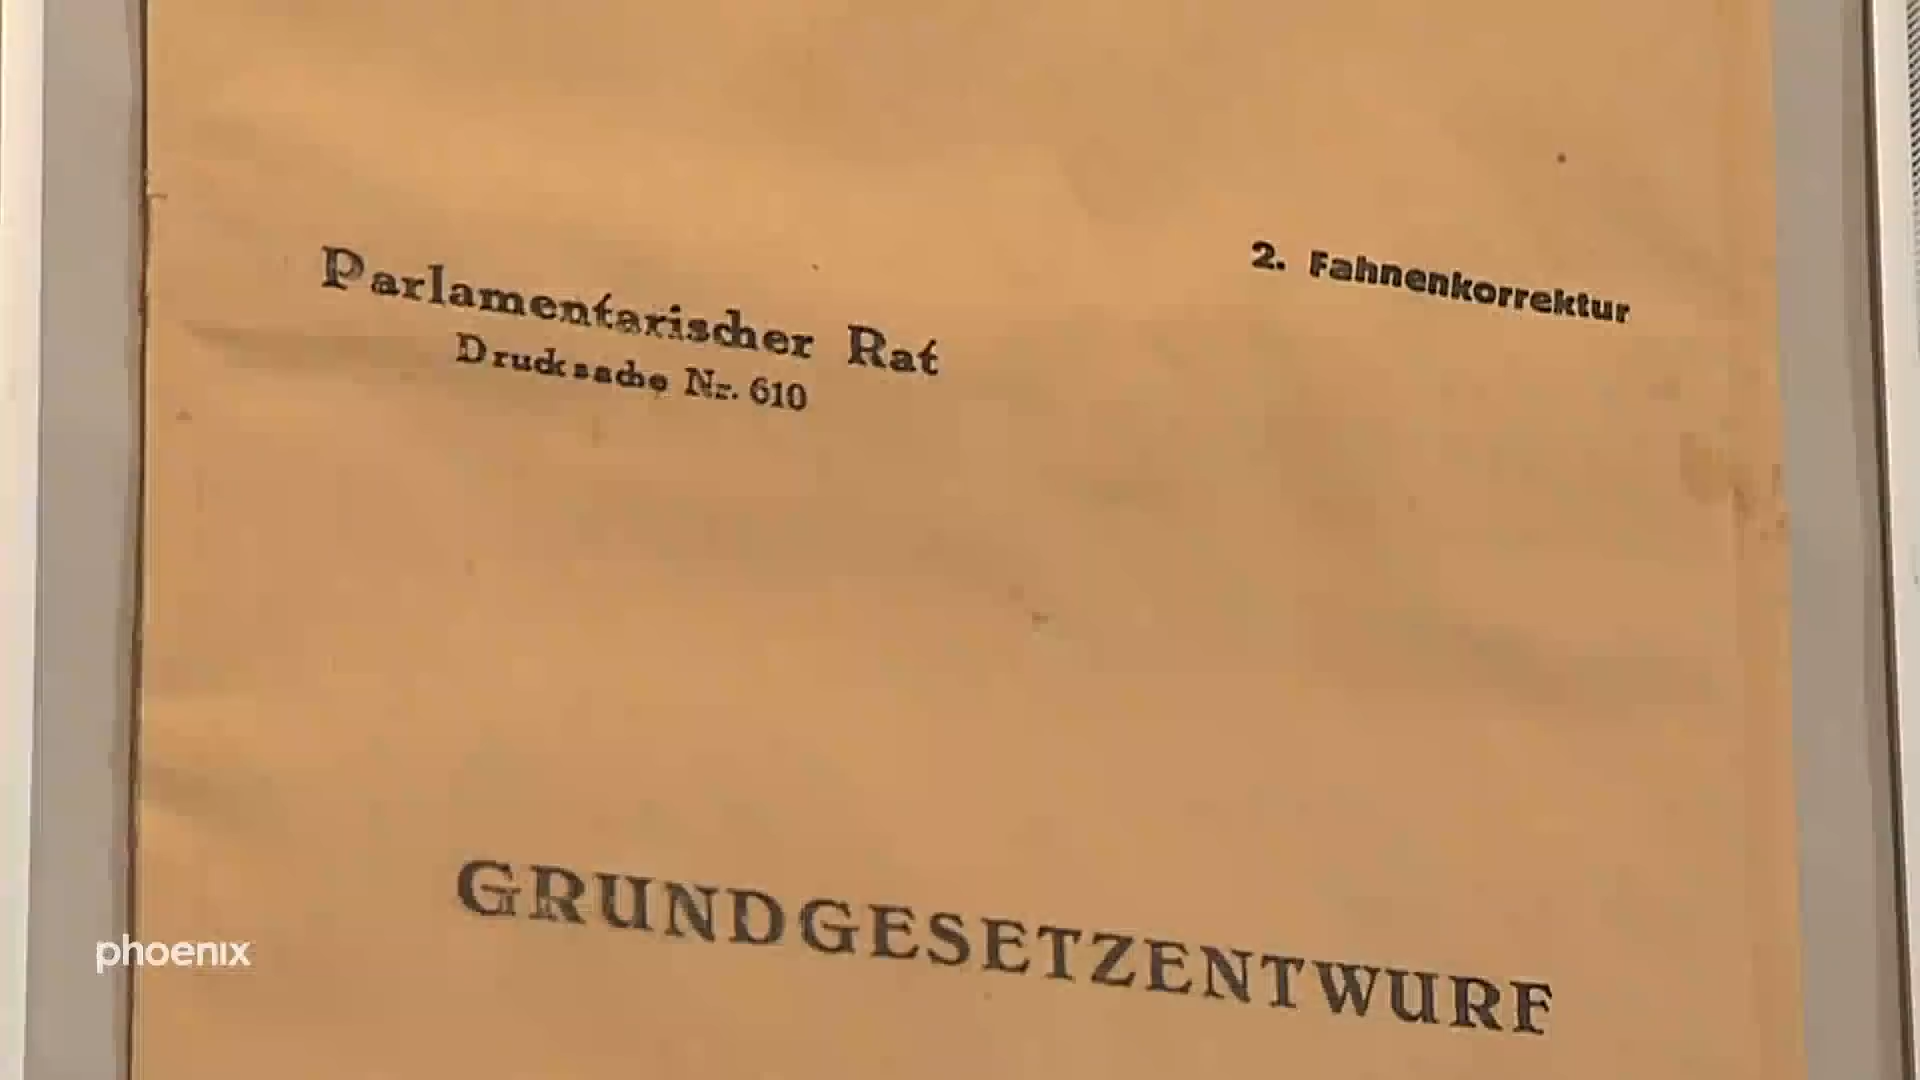 2. Fahnenkorrektur
Parlamentarischer Rat
Drucksache Nr. 610
GRUNDGESETZENTWURF
phoenix